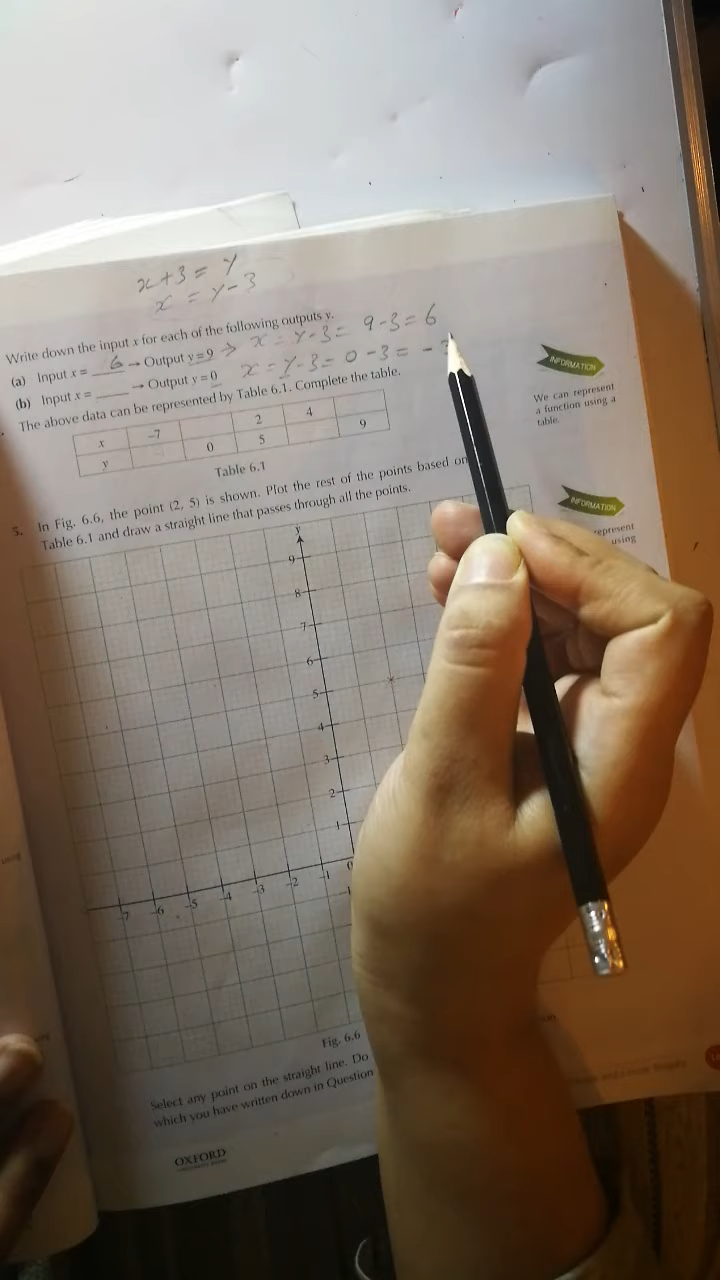 x+3 = y
x = y-3
Write down the input x for each of the following outputs y.
(a) Input x = 6 → Output y = 9 → x = y-3 = 9-3 = 6
(b) Input x = ___ → Output y = 0 x = y-3 = 0-3 = -
The above data can be represented by Table 6.1. Complete the table.
x -7 2 4
y 0 5 9
Table 6.1
INFORMATION
We can represent
a function using a
table.
5. In Fig. 6.6, the point (2, 5) is shown. Plot the rest of the points based on
Table 6.1 and draw a straight line that passes through all the points.
INFORMATION
represent
using
y
9
8
7
6
5
4
3
2
1
-7 -6 -5 -4 -3 -2 -1 0
Fig. 6.6
Select any point on the straight line. Do
which you have written down in Question
OXFORD